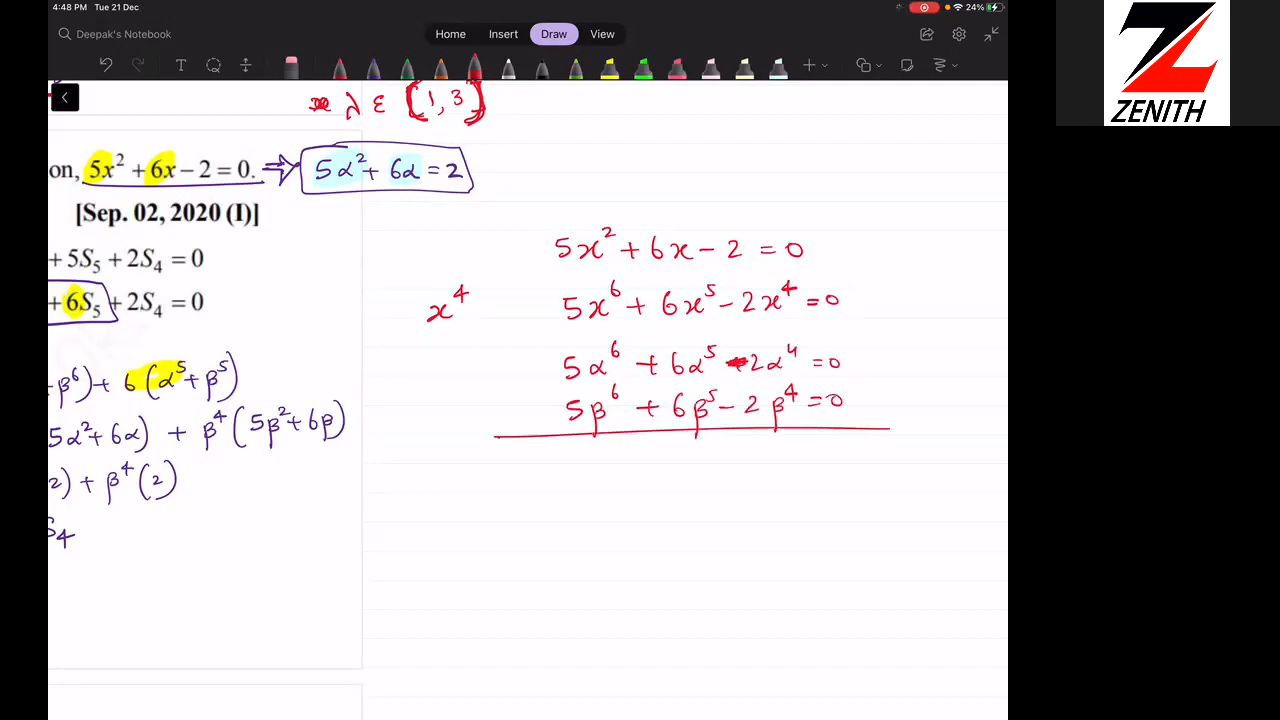 4:48 PM Tue 21 Dec
24%
Deepak's Notebook
Home Insert Draw View
ZENITH
λ ε [1, 3]
on, 5x² + 6x − 2 = 0. ⇒ 5α² + 6α = 2
[Sep. 02, 2020 (I)]
+ 5S₅ + 2S₄ = 0
+ 6S₅ + 2S₄ = 0
β⁶) + 6(α⁵ + β⁵)
5α² + 6α) + β⁴(5β² + 6β)
2) + β⁴(2)
S₄
5x² + 6x − 2 = 0
x⁴ 5x⁶ + 6x⁵ − 2x⁴ = 0
5α⁶ + 6α⁵ − 2α⁴ = 0
5β⁶ + 6β⁵ − 2β⁴ = 0